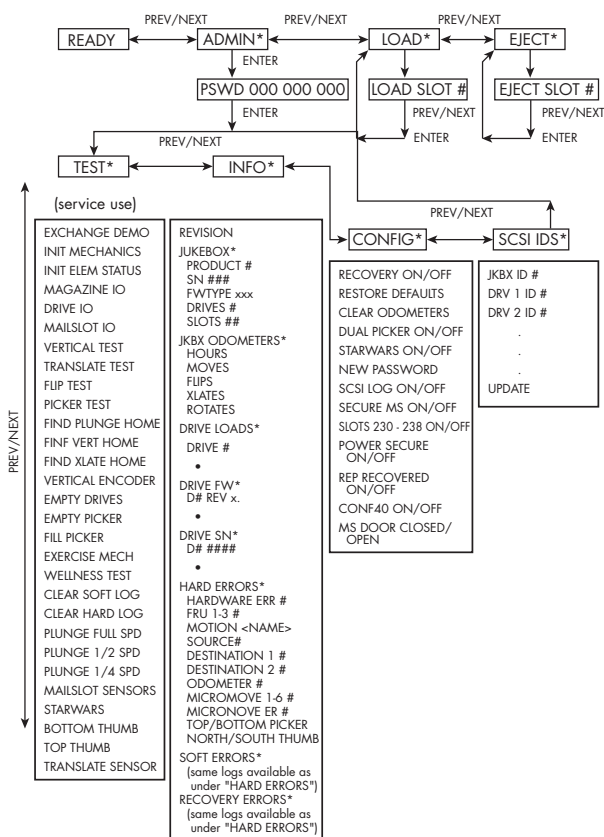 PREV/NEXT PREV/NEXT PREV/NEXT
READY ADMIN* LOAD* EJECT*
ENTER
PSWD 000 000 000 LOAD SLOT # EJECT SLOT #
ENTER PREV/NEXT PREV/NEXT
PREV/NEXT ENTER ENTER
TEST* INFO*
PREV/NEXT
CONFIG* SCSI IDS*
PREV/NEXT
(service use)
EXCHANGE DEMO
INIT MECHANICS
INIT ELEM STATUS
MAGAZINE IO
DRIVE IO
MAILSLOT IO
VERTICAL TEST
TRANSLATE TEST
FLIP TEST
PICKER TEST
FIND PLUNGE HOME
FINF VERT HOME
FIND XLATE HOME
VERTICAL ENCODER
EMPTY DRIVES
EMPTY PICKER
FILL PICKER
EXERCISE MECH
WELLNESS TEST
CLEAR SOFT LOG
CLEAR HARD LOG
PLUNGE FULL SPD
PLUNGE 1/2 SPD
PLUNGE 1/4 SPD
MAILSLOT SENSORS
STARWARS
BOTTOM THUMB
TOP THUMB
TRANSLATE SENSOR
REVISION
JUKEBOX*
PRODUCT #
SN ###
FWTYPE xxx
DRIVES #
SLOTS ##
JKBX ODOMETERS*
HOURS
MOVES
FLIPS
XLATES
ROTATES
DRIVE LOADS*
DRIVE #
•
DRIVE FW*
D# REV x.
•
DRIVE SN*
D# ####
•
HARD ERRORS*
HARDWARE ERR #
FRU 1-3 #
MOTION <NAME>
SOURCE#
DESTINATION 1 #
DESTINATION 2 #
ODOMETER #
MICROMOVE 1-6 #
MICRONOVE ER #
TOP/BOTTOM PICKER
NORTH/SOUTH THUMB
SOFT ERRORS*
(same logs available as
under "HARD ERRORS")
RECOVERY ERRORS*
(same logs available as
under "HARD ERRORS")
RECOVERY ON/OFF
RESTORE DEFAULTS
CLEAR ODOMETERS
DUAL PICKER ON/OFF
STARWARS ON/OFF
NEW PASSWORD
SCSI LOG ON/OFF
SECURE MS ON/OFF
SLOTS 230 - 238 ON/OFF
POWER SECURE
ON/OFF
REP RECOVERED
ON/OFF
CONF40 ON/OFF
MS DOOR CLOSED/
OPEN
JKBX ID #
DRV 1 ID #
DRV 2 ID #
.
.
.
UPDATE